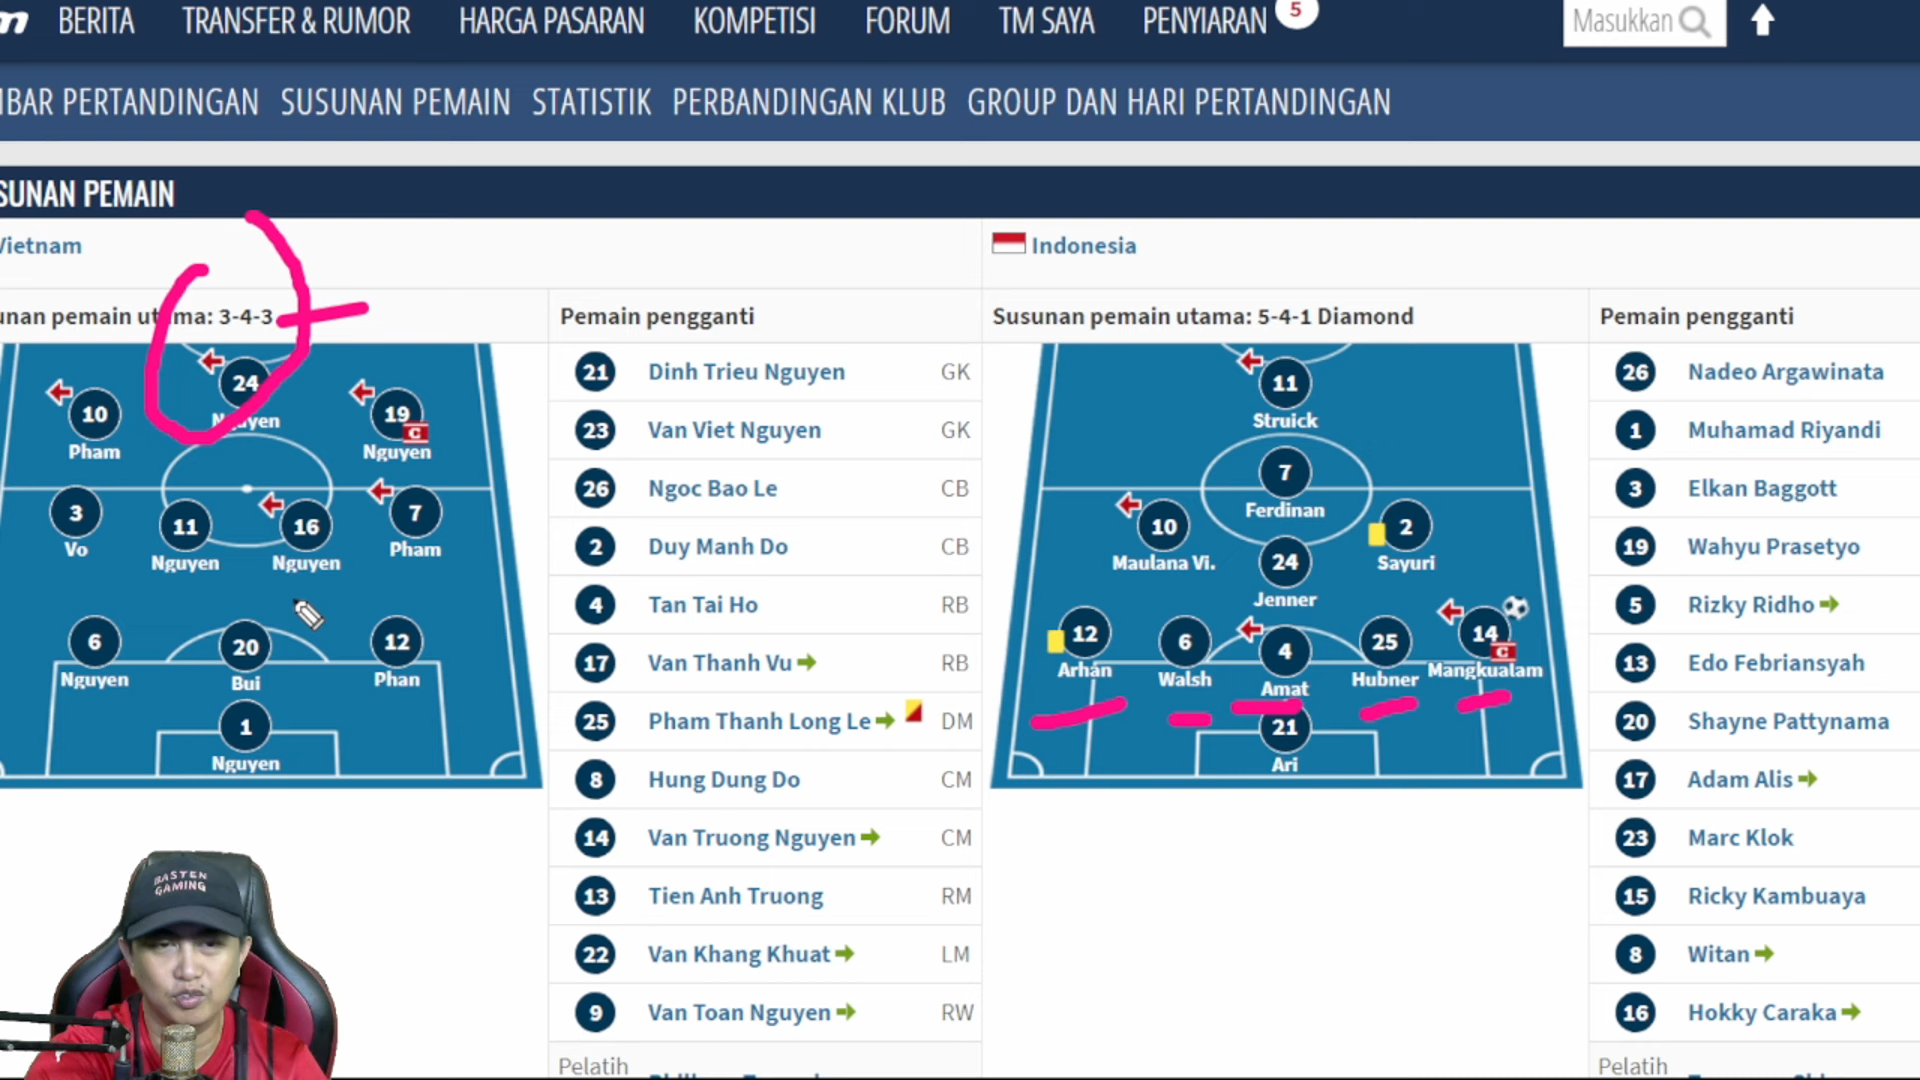 BERITA TRANSFER & RUMOR HARGA PASARAN KOMPETISI FORUM TM SAYA PENYIARAN 5 Masukkan
MBAR PERTANDINGAN SUSUNAN PEMAIN STATISTIK PERBANDINGAN KLUB GROUP DAN HARI PERTANDINGAN
SUNAN PEMAIN
Vietnam
unan pemain utama: 3-4-3
24
Nguyen
10
Pham
19
C
Nguyen
3
Vo
11
Nguyen
16
Nguyen
7
Pham
6
Nguyen
20
Bui
12
Phan
1
Nguyen
Pemain pengganti
21 Dinh Trieu Nguyen GK
23 Van Viet Nguyen GK
26 Ngoc Bao Le CB
2 Duy Manh Do CB
4 Tan Tai Ho RB
17 Van Thanh Vu RB
25 Pham Thanh Long Le DM
8 Hung Dung Do CM
14 Van Truong Nguyen CM
13 Tien Anh Truong RM
22 Van Khang Khuat LM
9 Van Toan Nguyen RW
Pelatih
Indonesia
Susunan pemain utama: 5-4-1 Diamond
11
Struick
7
Ferdinan
10
Maulana Vi.
2
Sayuri
24
Jenner
12
Arhan
6
Walsh
4
Amat
25
Hubner
14
C
Mangkualam
21
Ari
Pemain pengganti
26 Nadeo Argawinata
1 Muhamad Riyandi
3 Elkan Baggott
19 Wahyu Prasetyo
5 Rizky Ridho
13 Edo Febriansyah
20 Shayne Pattynama
17 Adam Alis
23 Marc Klok
15 Ricky Kambuaya
8 Witan
16 Hokky Caraka
Pelatih
BASTEN
GAMING